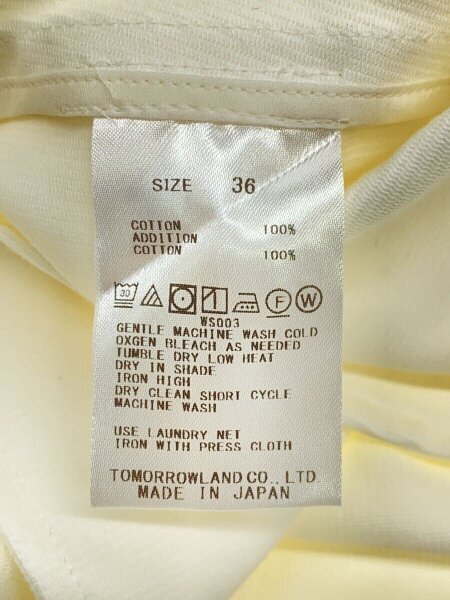 SIZE 36
COTTON 100%
ADDITION
COTTON 100%
30 F W
WS003
GENTLE MACHINE WASH COLD
OXGEN BLEACH AS NEEDED
TUMBLE DRY LOW HEAT
DRY IN SHADE
IRON HIGH
DRY CLEAN SHORT CYCLE
MACHINE WASH
USE LAUNDRY NET
IRON WITH PRESS CLOTH
TOMORROWLAND CO., LTD
MADE IN JAPAN